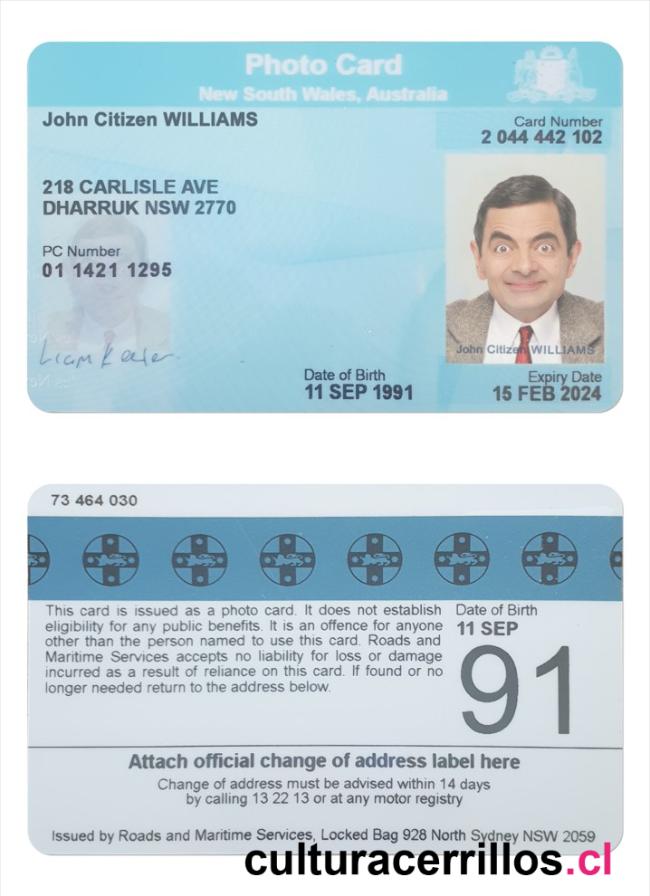 Photo Card
New South Wales, Australia
John Citizen WILLIAMS
Card Number
2 044 442 102
218 CARLISLE AVE
DHARRUK NSW 2770
PC Number
01 1421 1295
John Citizen WILLIAMS
Date of Birth
11 SEP 1991
Expiry Date
15 FEB 2024
73 464 030
This card is issued as a photo card. It does not establish
eligibility for any public benefits. It is an offence for anyone
other than the person named to use this card. Roads and
Maritime Services accepts no liability for loss or damage
incurred as a result of reliance on this card. If found or no
longer needed return to the address below.
Date of Birth
11 SEP
91
Attach official change of address label here
Change of address must be advised within 14 days
by calling 13 22 13 or at any motor registry
Issued by Roads and Maritime Services, Locked Bag 928 North Sydney NSW 2059
culturacerrillos.cl